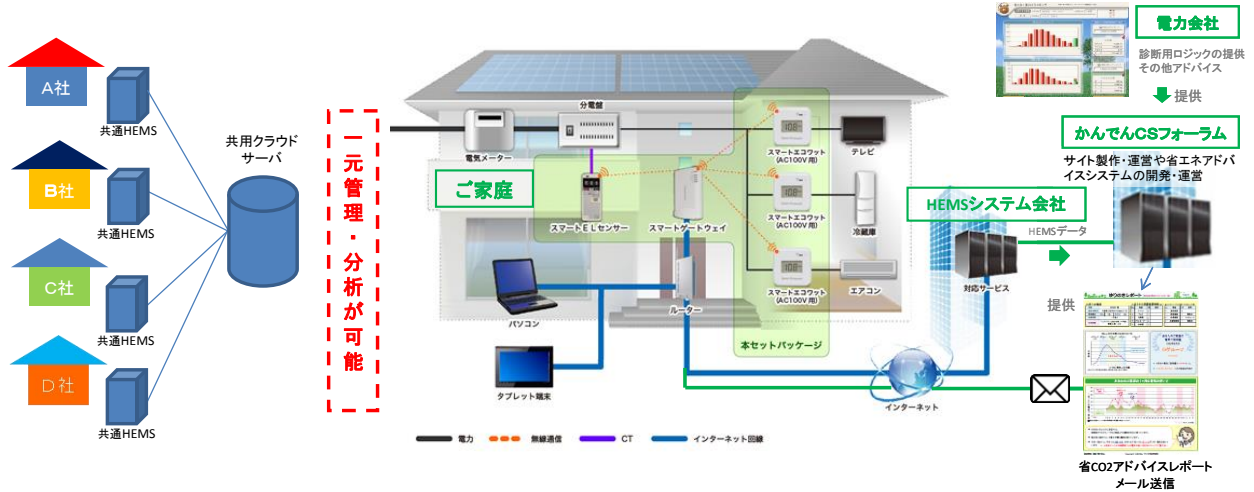 A社
共通HEMS
B社
共通HEMS
C社
共通HEMS
D社
共通HEMS
共用クラウド
サーバ
一元管理・分析が可能
分電盤
電気メーター
ご家庭
スマートELセンサー
スマートゲートウェイ
スマートエコワット
(AC100V用)
テレビ
スマートエコワット
(AC100V用)
冷蔵庫
スマートエコワット
(AC100V用)
エアコン
パソコン
ルーター
本セットパッケージ
タブレット端末
インターネット
電力
無線通信
CT
インターネット回線
電力会社
診断用ロジックの提供
その他アドバイス
提供
かんでんCSフォーラム
サイト製作・運営や省エネアドバ
イスシステムの開発・運営
HEMSシステム会社
HEMSデータ
対応サービス
提供
省CO2アドバイスレポート
メール送信